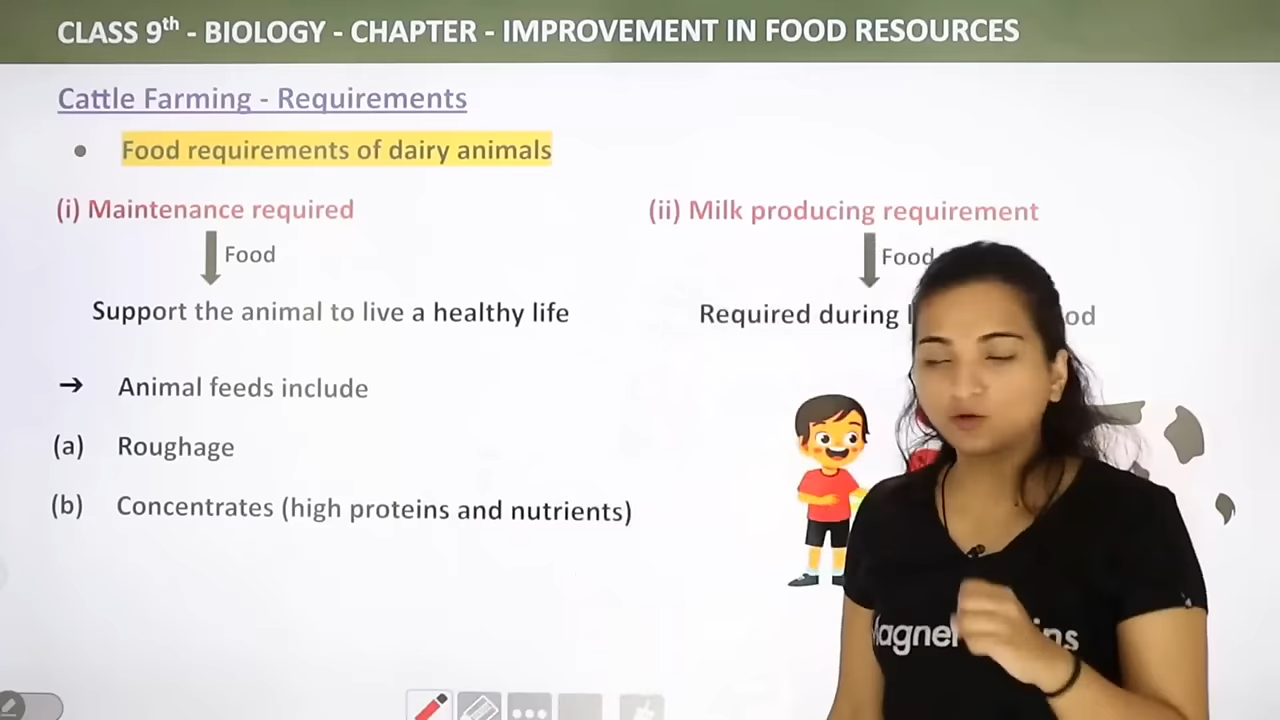 CLASS 9th - BIOLOGY - CHAPTER - IMPROVEMENT IN FOOD RESOURCES
Cattle Farming - Requirements
• Food requirements of dairy animals
(i) Maintenance required
(ii) Milk producing requirement
Food
Food
Support the animal to live a healthy life
Required during
→ Animal feeds include
(a) Roughage
(b) Concentrates (high proteins and nutrients)